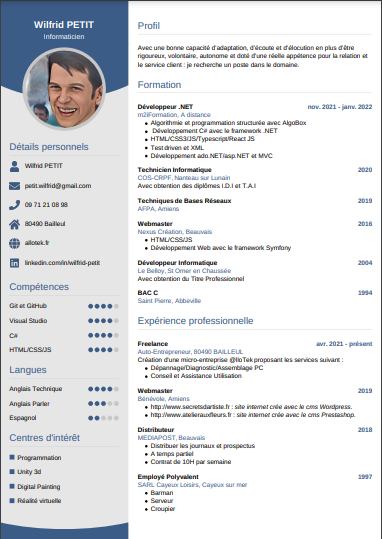 Wilfrid PETIT
Informaticien
Détails personnels
Wilfrid PETIT
petit.wilfrid@gmail.com
09 71 21 08 98
80490 Bailleul
allotek.fr
linkedin.com/in/wilfrid-petit
Compétences
Git et GitHub
Visual Studio
C#
HTML/CSS/JS
Langues
Anglais Technique
Anglais Parler
Espagnol
Centres d'intérêt
Programmation
Unity 3d
Digital Painting
Réalité virtuelle
Profil
Avec une bonne capacité d'adaptation, d'écoute et d'élocution en plus d'être
rigoureux, volontaire, autonome et doté d'une réelle appétence pour la relation et
le service client : je recherche un poste dans le domaine.
Formation
Développeur .NET nov. 2021 - janv. 2022
m2iFormation, A distance
• Algorithmie et programmation structurée avec AlgoBox
• Développement C# avec le framework .NET
• HTML/CSS3/JS/Typescript/React JS
• Test driven et XML
• Développement ado.NET/asp.NET et MVC
Technicien Informatique 2020
COS-CRPF, Nanteau sur Lunain
Avec obtention des diplômes I.D.I et T.A.I
Techniques de Bases Réseaux 2019
AFPA, Amiens
Webmaster 2016
Nexus Création, Beauvais
• HTML/CSS/JS
• Développement Web avec le framework Symfony
Développeur Informatique 2004
Le Belloy, St Omer en Chaussée
Avec obtention du Titre Professionnel
BAC C 1994
Saint Pierre, Abbeville
Expérience professionnelle
Freelance avr. 2021 - présent
Auto-Entrepreneur, 80490 BAILLEUL
Création d'une micro-entreprise @lloTek proposant les services suivant :
• Dépannage/Diagnostic/Assemblage PC
• Conseil et Assistance Utilisation
Webmaster 2019
Bénévole, Amiens
• http://www.secretsdartiste.fr : site internet crée avec le cms Wordpress.
• http://www.atelierauxfleurs.fr : site internet crée avec le cms Prestashop.
Distributeur 2018
MEDIAPOST, Beauvais
• Distribuer les journaux et prospectus
• A temps partiel
• Contrat de 10H par semaine
Employé Polyvalent 1997
SARL Cayeux Loisirs, Cayeux sur mer
• Barman
• Serveur
• Croupier